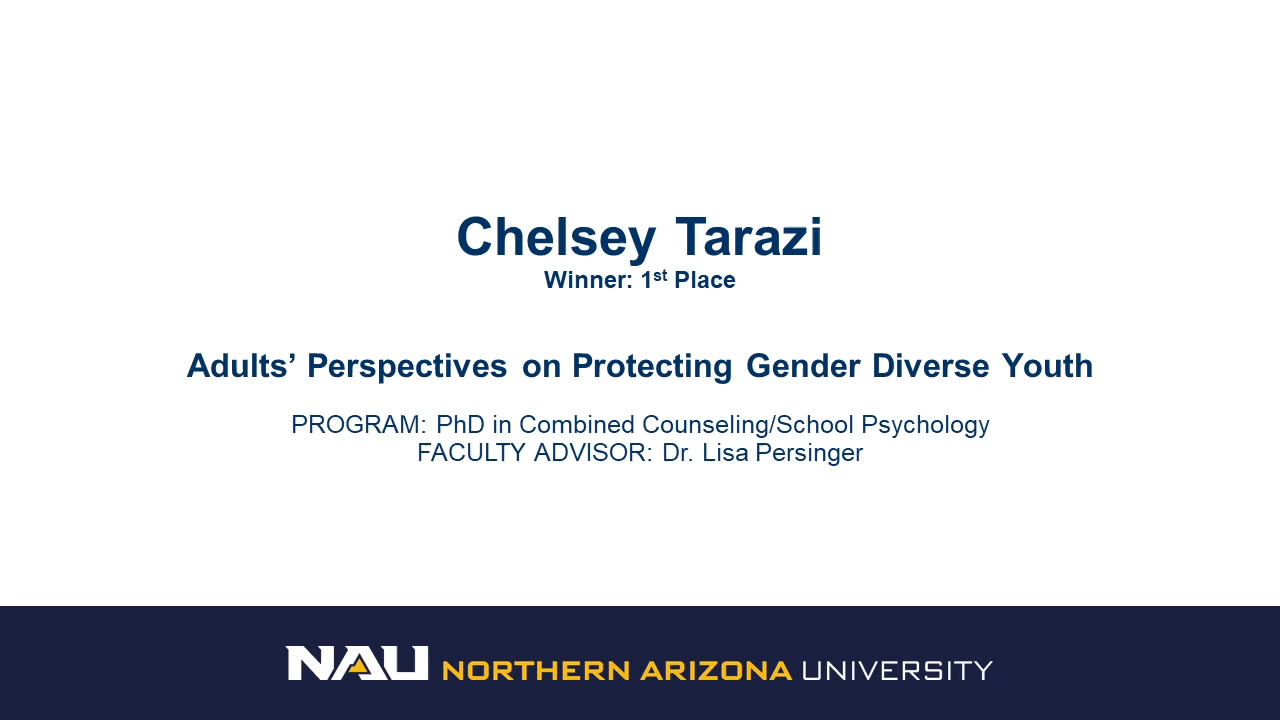 Chelsey Tarazi
Winner: 1st Place
Adults’ Perspectives on Protecting Gender Diverse Youth
PROGRAM: PhD in Combined Counseling/School Psychology
FACULTY ADVISOR: Dr. Lisa Persinger
NAU NORTHERN ARIZONA UNIVERSITY